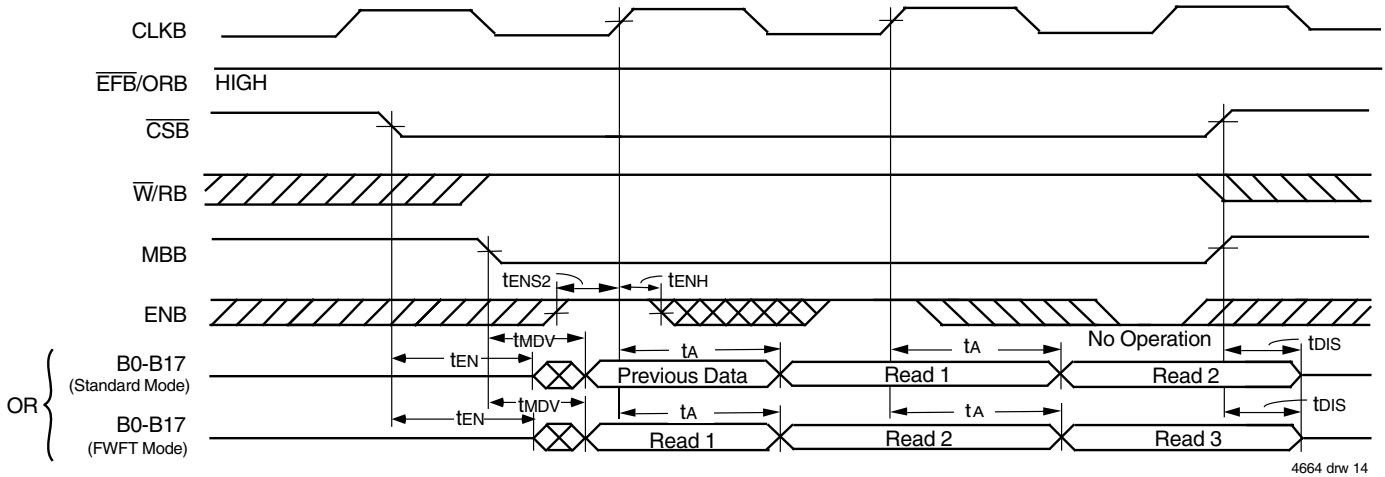 CLKB
EFB/ORB HIGH
CSB
W/RB
MBB
tENS2 tENH
ENB
No Operation
tMDV
tEN tA tA tDIS
B0-B17 Previous Data Read 1 Read 2
(Standard Mode)
OR
tMDV
tEN tA tA tDIS
B0-B17 Read 1 Read 2 Read 3
(FWFT Mode)
4664 drw 14